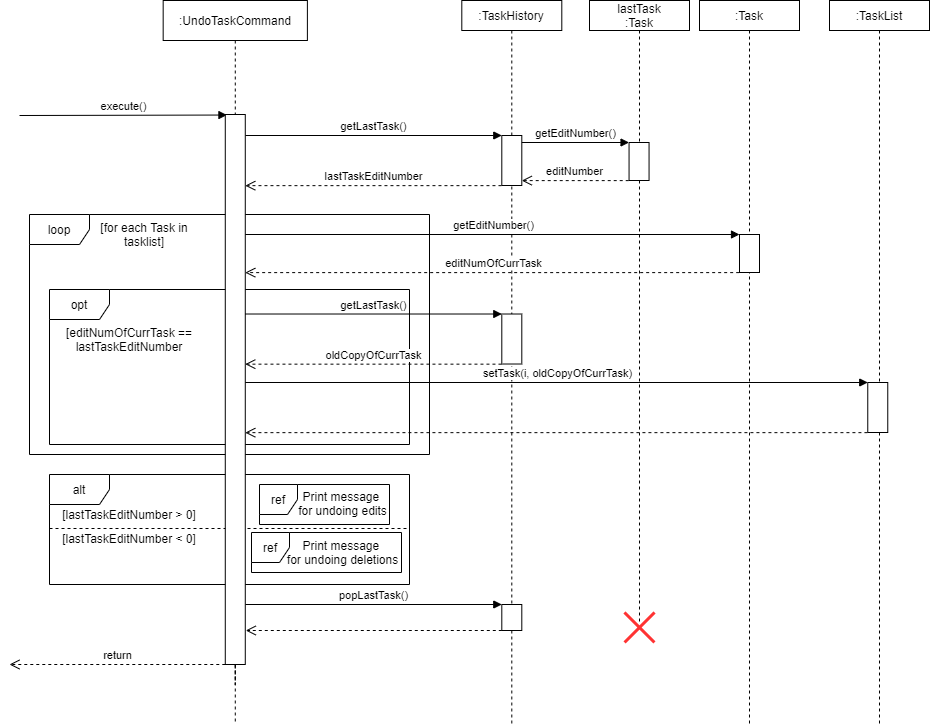 :UndoTaskCommand
:TaskHistory
lastTask
:Task
:Task
:TaskList
execute()
getLastTask()
getEditNumber()
editNumber
lastTaskEditNumber
loop
[for each Task in
tasklist]
getEditNumber()
editNumOfCurrTask
opt
getLastTask()
[editNumOfCurrTask ==
lastTaskEditNumber
oldCopyOfCurrTask
setTask(i, oldCopyOfCurrTask)
alt
ref
Print message
for undoing edits
[lastTaskEditNumber > 0]
[lastTaskEditNumber < 0]
ref
Print message
for undoing deletions
popLastTask()
return